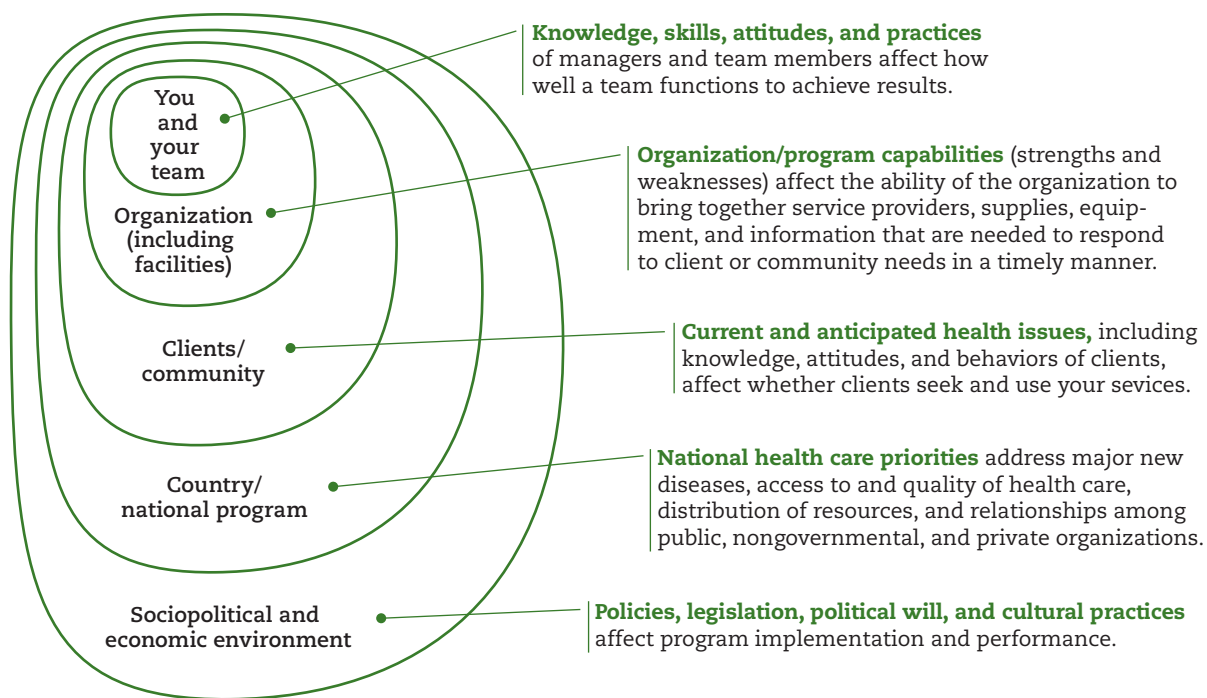 You
and
your
team
Knowledge, skills, attitudes, and practices
of managers and team members affect how
well a team functions to achieve results.
Organization
(including
facilities)
Organization/program capabilities (strengths and
weaknesses) affect the ability of the organization to
bring together service providers, supplies, equip-
ment, and information that are needed to respond
to client or community needs in a timely manner.
Clients/
community
Current and anticipated health issues, including
knowledge, attitudes, and behaviors of clients,
affect whether clients seek and use your sevices.
Country/
national program
National health care priorities address major new
diseases, access to and quality of health care,
distribution of resources, and relationships among
public, nongovernmental, and private organizations.
Sociopolitical and
economic environment
Policies, legislation, political will, and cultural practices
affect program implementation and performance.